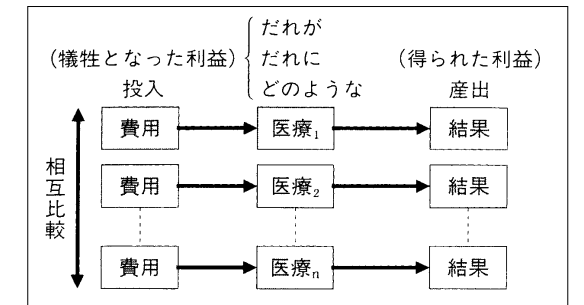 だれが
(犠牲となった利益) だれに (得られた利益)
投入 どのような 産出
費用 医療₁ 結果
費用 医療₂ 結果
費用 医療ₙ 結果
相互比較